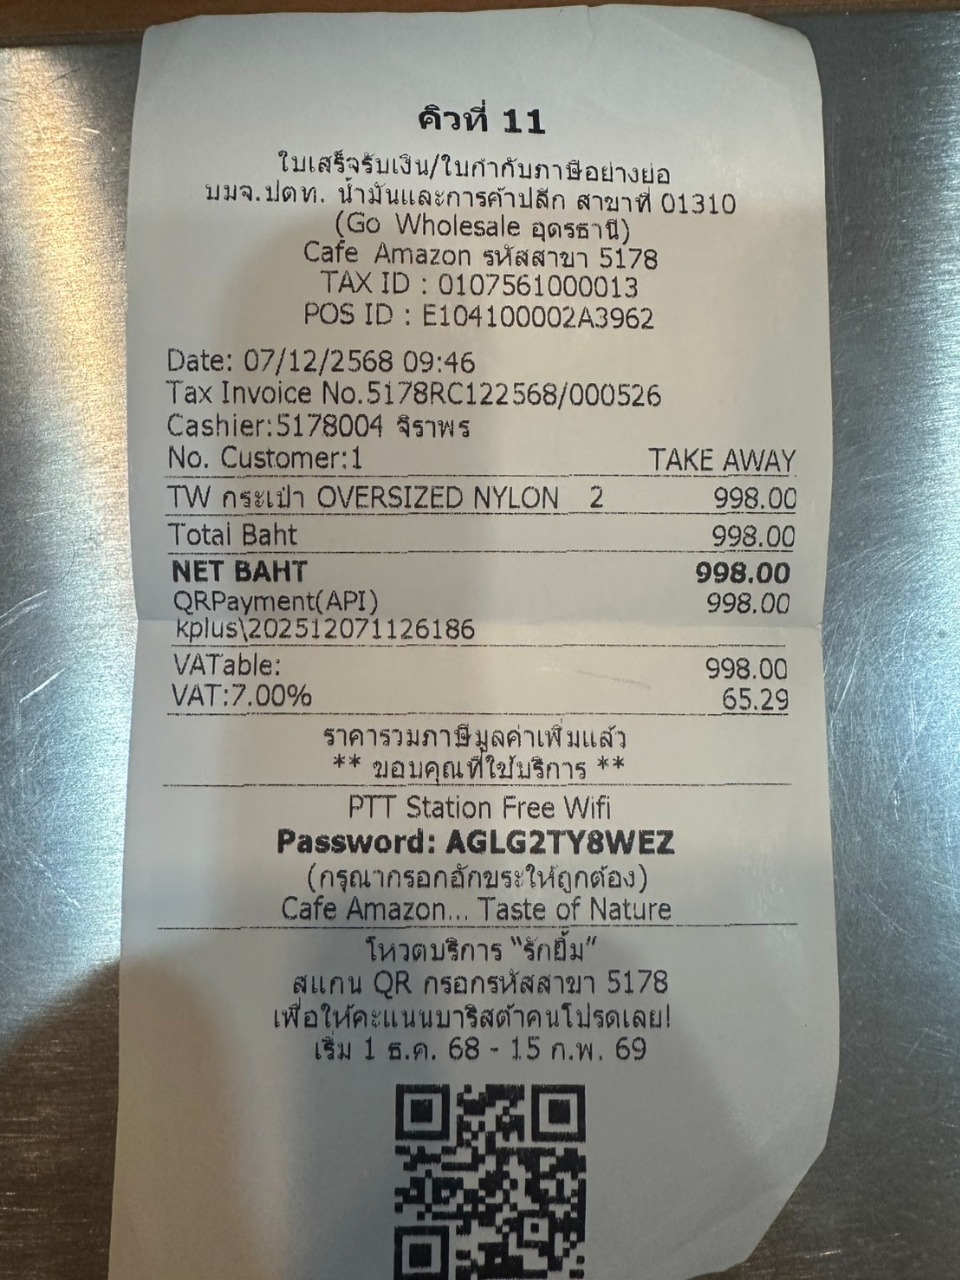 คิวที่ 11
ใบเสร็จรับเงิน/ใบกำกับภาษีอย่างย่อ
บมจ.ปตท. น้ำมันและการค้าปลีก สาขาที่ 01310
(Go Wholesale อุดรธานี)
Cafe Amazon รหัสสาขา 5178
TAX ID : 0107561000013
POS ID : E104100002A3962
Date: 07/12/2568 09:46
Tax Invoice No.5178RC122568/000526
Cashier:5178004 จิราพร
No. Customer:1 TAKE AWAY
TW กระเป๋า OVERSIZED NYLON 2 998.00
Total Baht 998.00
NET BAHT 998.00
QRPayment(API) 998.00
kplus\202512071126186
VATable: 998.00
VAT:7.00% 65.29
ราคารวมภาษีมูลค่าเพิ่มแล้ว
** ขอบคุณที่ใช้บริการ **
PTT Station Free Wifi
Password: AGLG2TY8WEZ
(กรุณากรอกอักขระให้ถูกต้อง)
Cafe Amazon... Taste of Nature
โหวตบริการ "รักยิ้ม"
สแกน QR กรอกรหัสสาขา 5178
เพื่อให้คะแนนบาริสต้าคนโปรดเลย!
เริ่ม 1 ธ.ค. 68 - 15 ก.พ. 69